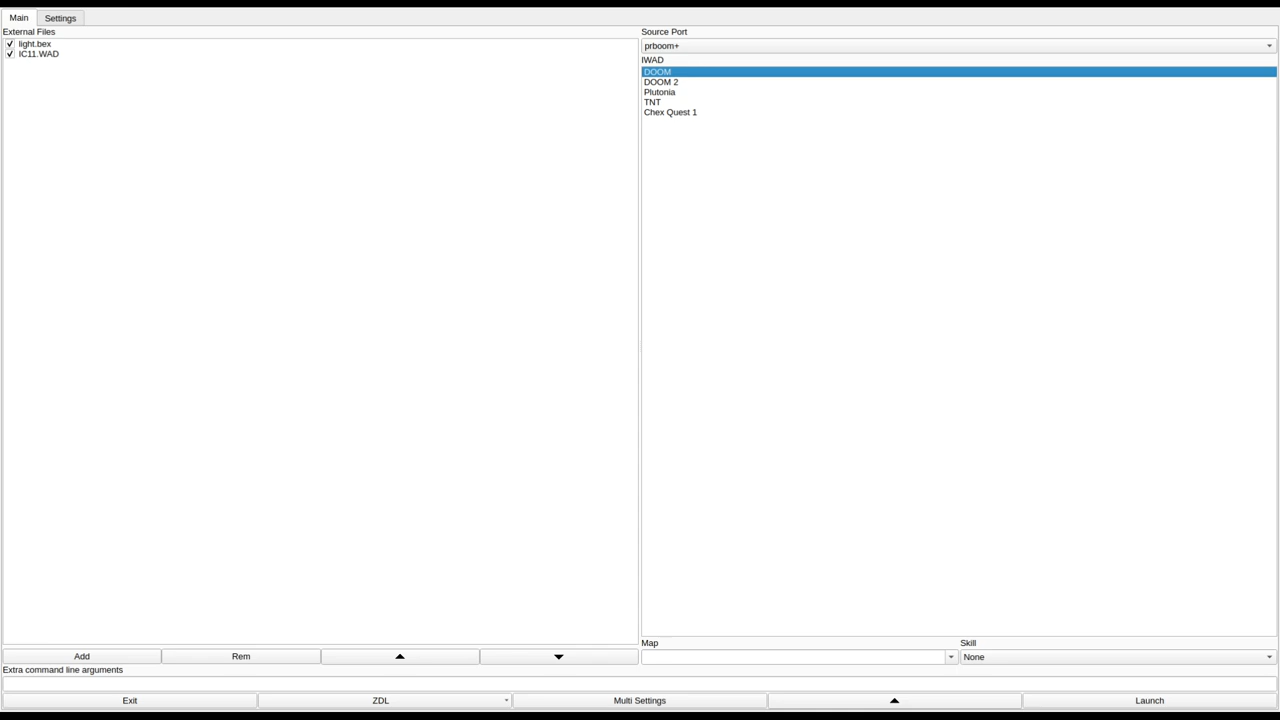 Main
Settings
External Files
light.bex
IC11.WAD
Source Port
prboom+
IWAD
DOOM
DOOM 2
Plutonia
TNT
Chex Quest 1
Add
Rem
Map
Skill
None
Extra command line arguments
Exit
ZDL
Multi Settings
Launch